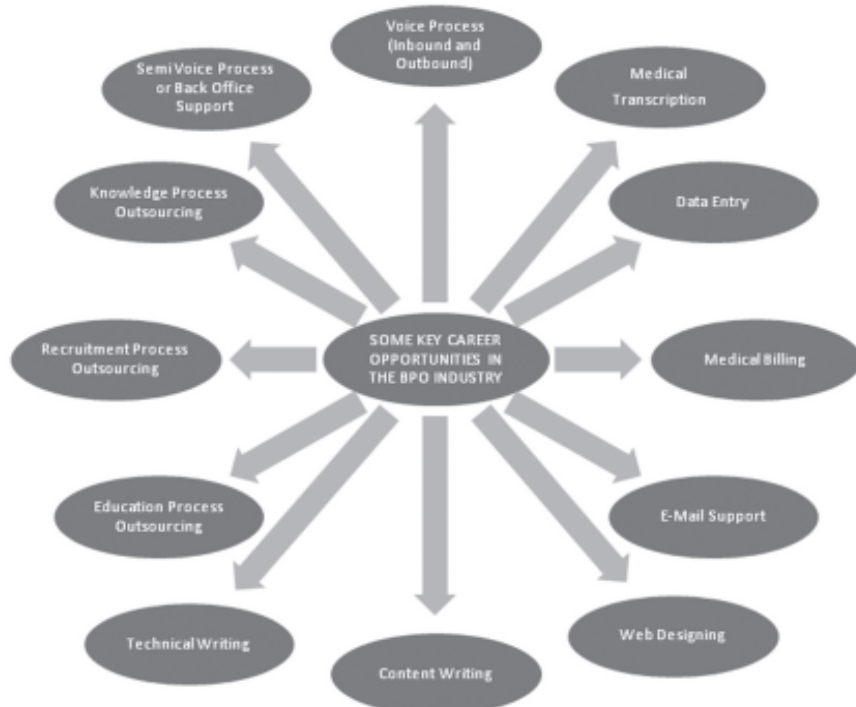 Voice Process
(Inbound and
Outbound)
Semi Voice Process
or Back Office
Support
Medical
Transcription
Knowledge Process
Outsourcing
Data Entry
SOME KEY CAREER
OPPORTUNITIES IN
THE BPO INDUSTRY
Recruitment Process
Outsourcing
Medical Billing
Education Process
Outsourcing
E-Mail Support
Technical Writing
Web Designing
Content Writing